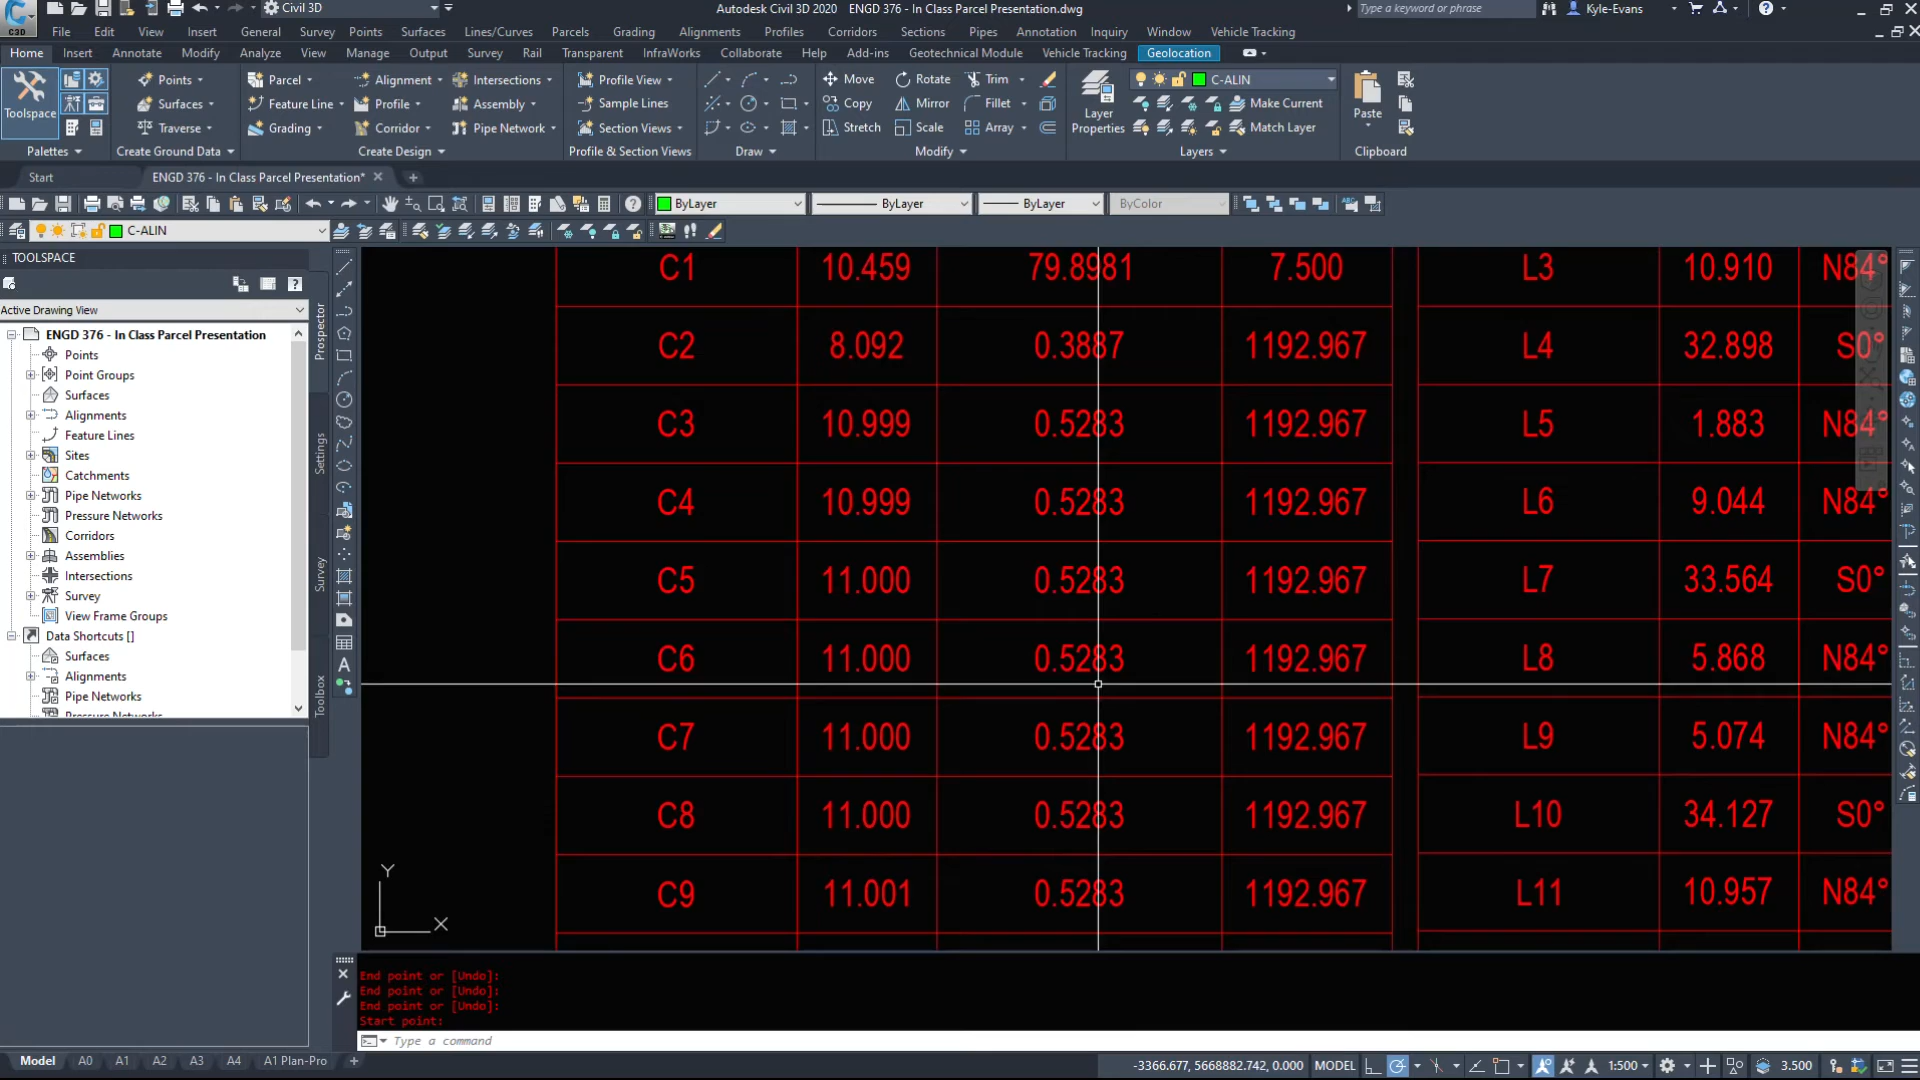 Civil 3D
Autodesk Civil 3D 2020 ENGD 376 - In Class Parcel Presentation.dwg
Type a keyword or phrase
Kyle-Evans
C3D
File Edit View Insert General Survey Points Surfaces Lines/Curves Parcels Grading Alignments Profiles Corridors Sections Pipes Annotation Inquiry Window Vehicle Tracking
Home Insert Annotate Modify Analyze View Manage Output Survey Rail Transparent InfraWorks Collaborate Help Add-ins Geotechnical Module Vehicle Tracking Geolocation
Points Parcel Alignment Intersections Profile View Move Rotate Trim C-ALIN
Toolspace Surfaces Feature Line Profile Assembly Sample Lines Copy Mirror Fillet Layer Properties Make Current Paste
Traverse Grading Corridor Pipe Network Section Views Stretch Scale Array Match Layer
Palettes Create Ground Data Create Design Profile & Section Views Draw Modify Layers Clipboard
Start ENGD 376 - In Class Parcel Presentation*
ByLayer ByLayer ByLayer ByColor
C-ALIN
TOOLSPACE
Active Drawing View
ENGD 376 - In Class Parcel Presentation
Points
Point Groups
Surfaces
Alignments
Feature Lines
Sites
Catchments
Pipe Networks
Pressure Networks
Corridors
Assemblies
Intersections
Survey
View Frame Groups
Data Shortcuts []
Surfaces
Alignments
Pipe Networks
Pressure Networks
Prospector
Settings
Survey
Toolbox
C1 10.459 79.8981 7.500 L3 10.910 N84°
C2 8.092 0.3887 1192.967 L4 32.898 S0°
C3 10.999 0.5283 1192.967 L5 1.883 N84°
C4 10.999 0.5283 1192.967 L6 9.044 N84°
C5 11.000 0.5283 1192.967 L7 33.564 S0°
C6 11.000 0.5283 1192.967 L8 5.868 N84°
C7 11.000 0.5283 1192.967 L9 5.074 N84°
C8 11.000 0.5283 1192.967 L10 34.127 S0°
C9 11.001 0.5283 1192.967 L11 10.957 N84°
Y
X
End point or [Undo]:
End point or [Undo]:
End point or [Undo]:
Start point:
Type a command
Model A0 A1 A2 A3 A4 A1 Plan-Pro
-3366.677, 5668882.742, 0.000 MODEL 1:500 3.500